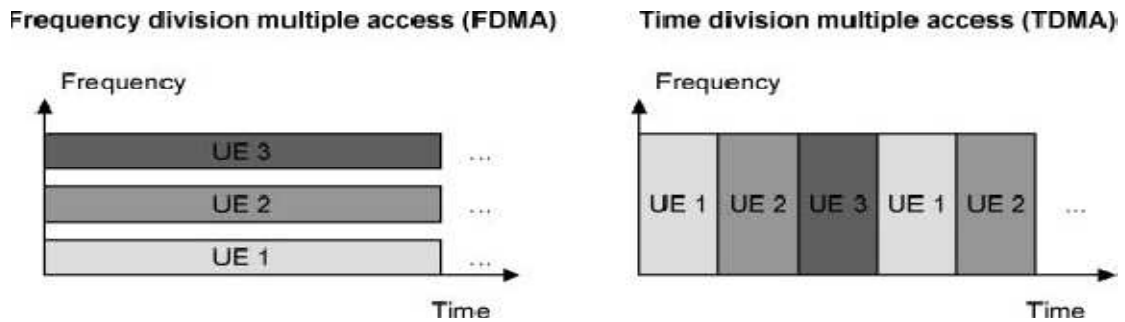 Frequency division multiple access (FDMA)
Frequency
UE 3
...
UE 2
...
UE 1
...
Time
Time division multiple access (TDMA)
Frequency
UE 1 UE 2 UE 3 UE 1 UE 2 ...
Time